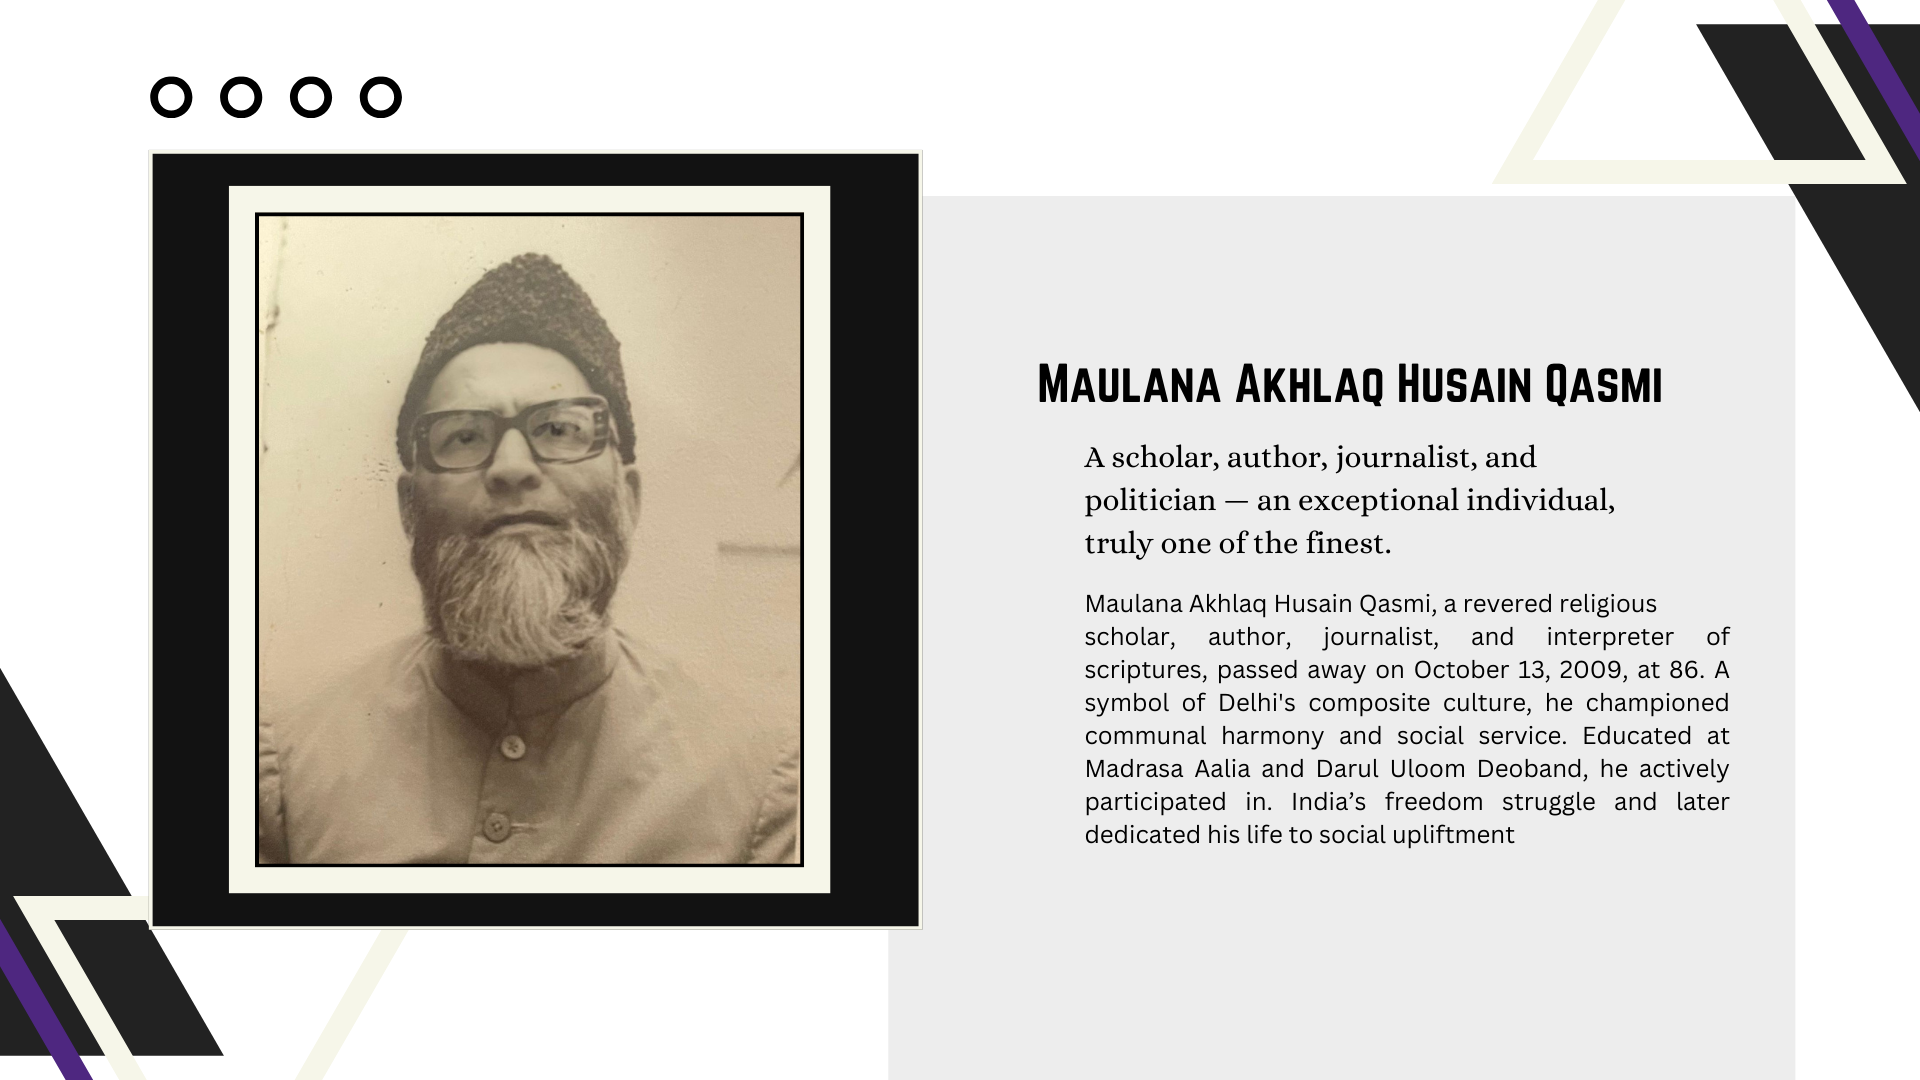 Maulana Akhlaq Husain Qasmi
A scholar, author, journalist, and
politician — an exceptional individual,
truly one of the finest.
Maulana Akhlaq Husain Qasmi, a revered religious
scholar, author, journalist, and interpreter of
scriptures, passed away on October 13, 2009, at 86. A
symbol of Delhi's composite culture, he championed
communal harmony and social service. Educated at
Madrasa Aalia and Darul Uloom Deoband, he actively
participated in. India’s freedom struggle and later
dedicated his life to social upliftment